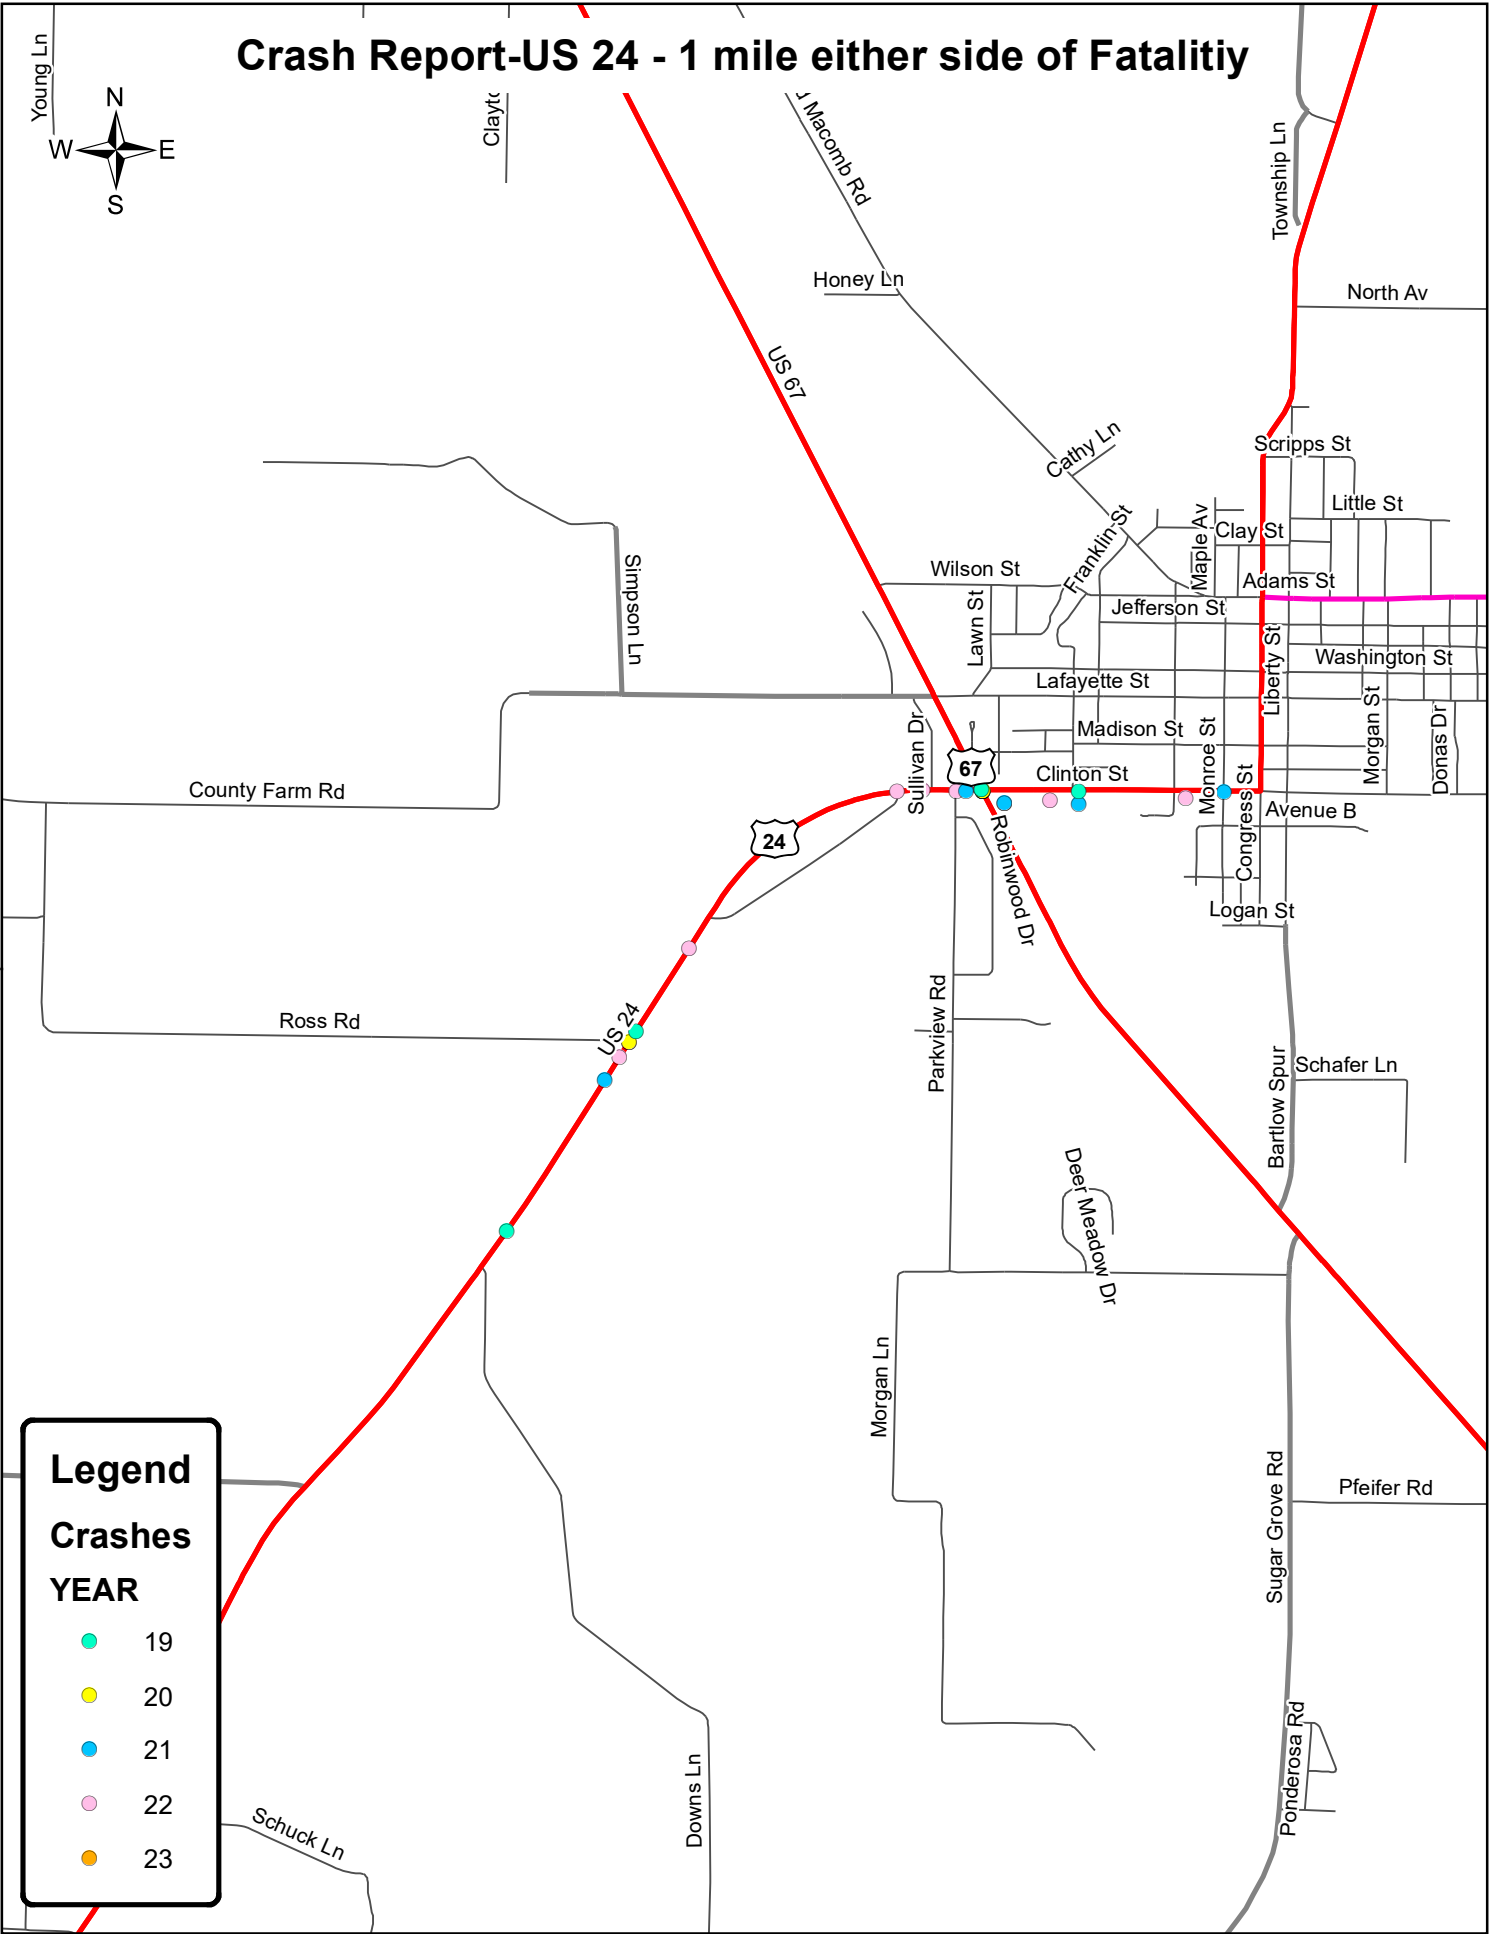 Crash Report-US 24 - 1 mile either side of Fatalitiy
Young Ln
N
W
E
S
Macomb Rd
Township Ln
Honey Ln
North Av
US 67
Cathy Ln
Scripps St
Little St
Franklin St
Maple Av
Clay St
Simpson Ln
Wilson St
Adams St
Lawn St
Jefferson St
Liberty St
Washington St
Lafayette St
Sullivan Dr
Madison St
Monroe St
Morgan St
Donas Dr
67
Clinton St
County Farm Rd
Congress St
Avenue B
24
Robinwood Dr
Logan St
Parkview Rd
Ross Rd
US 24
Bartlow Spur
Schafer Ln
Deer Meadow Dr
Morgan Ln
Sugar Grove Rd
Pfeifer Rd
Ponderosa Rd
Downs Ln
Schuck Ln
Legend
Crashes
YEAR
19
20
21
22
23